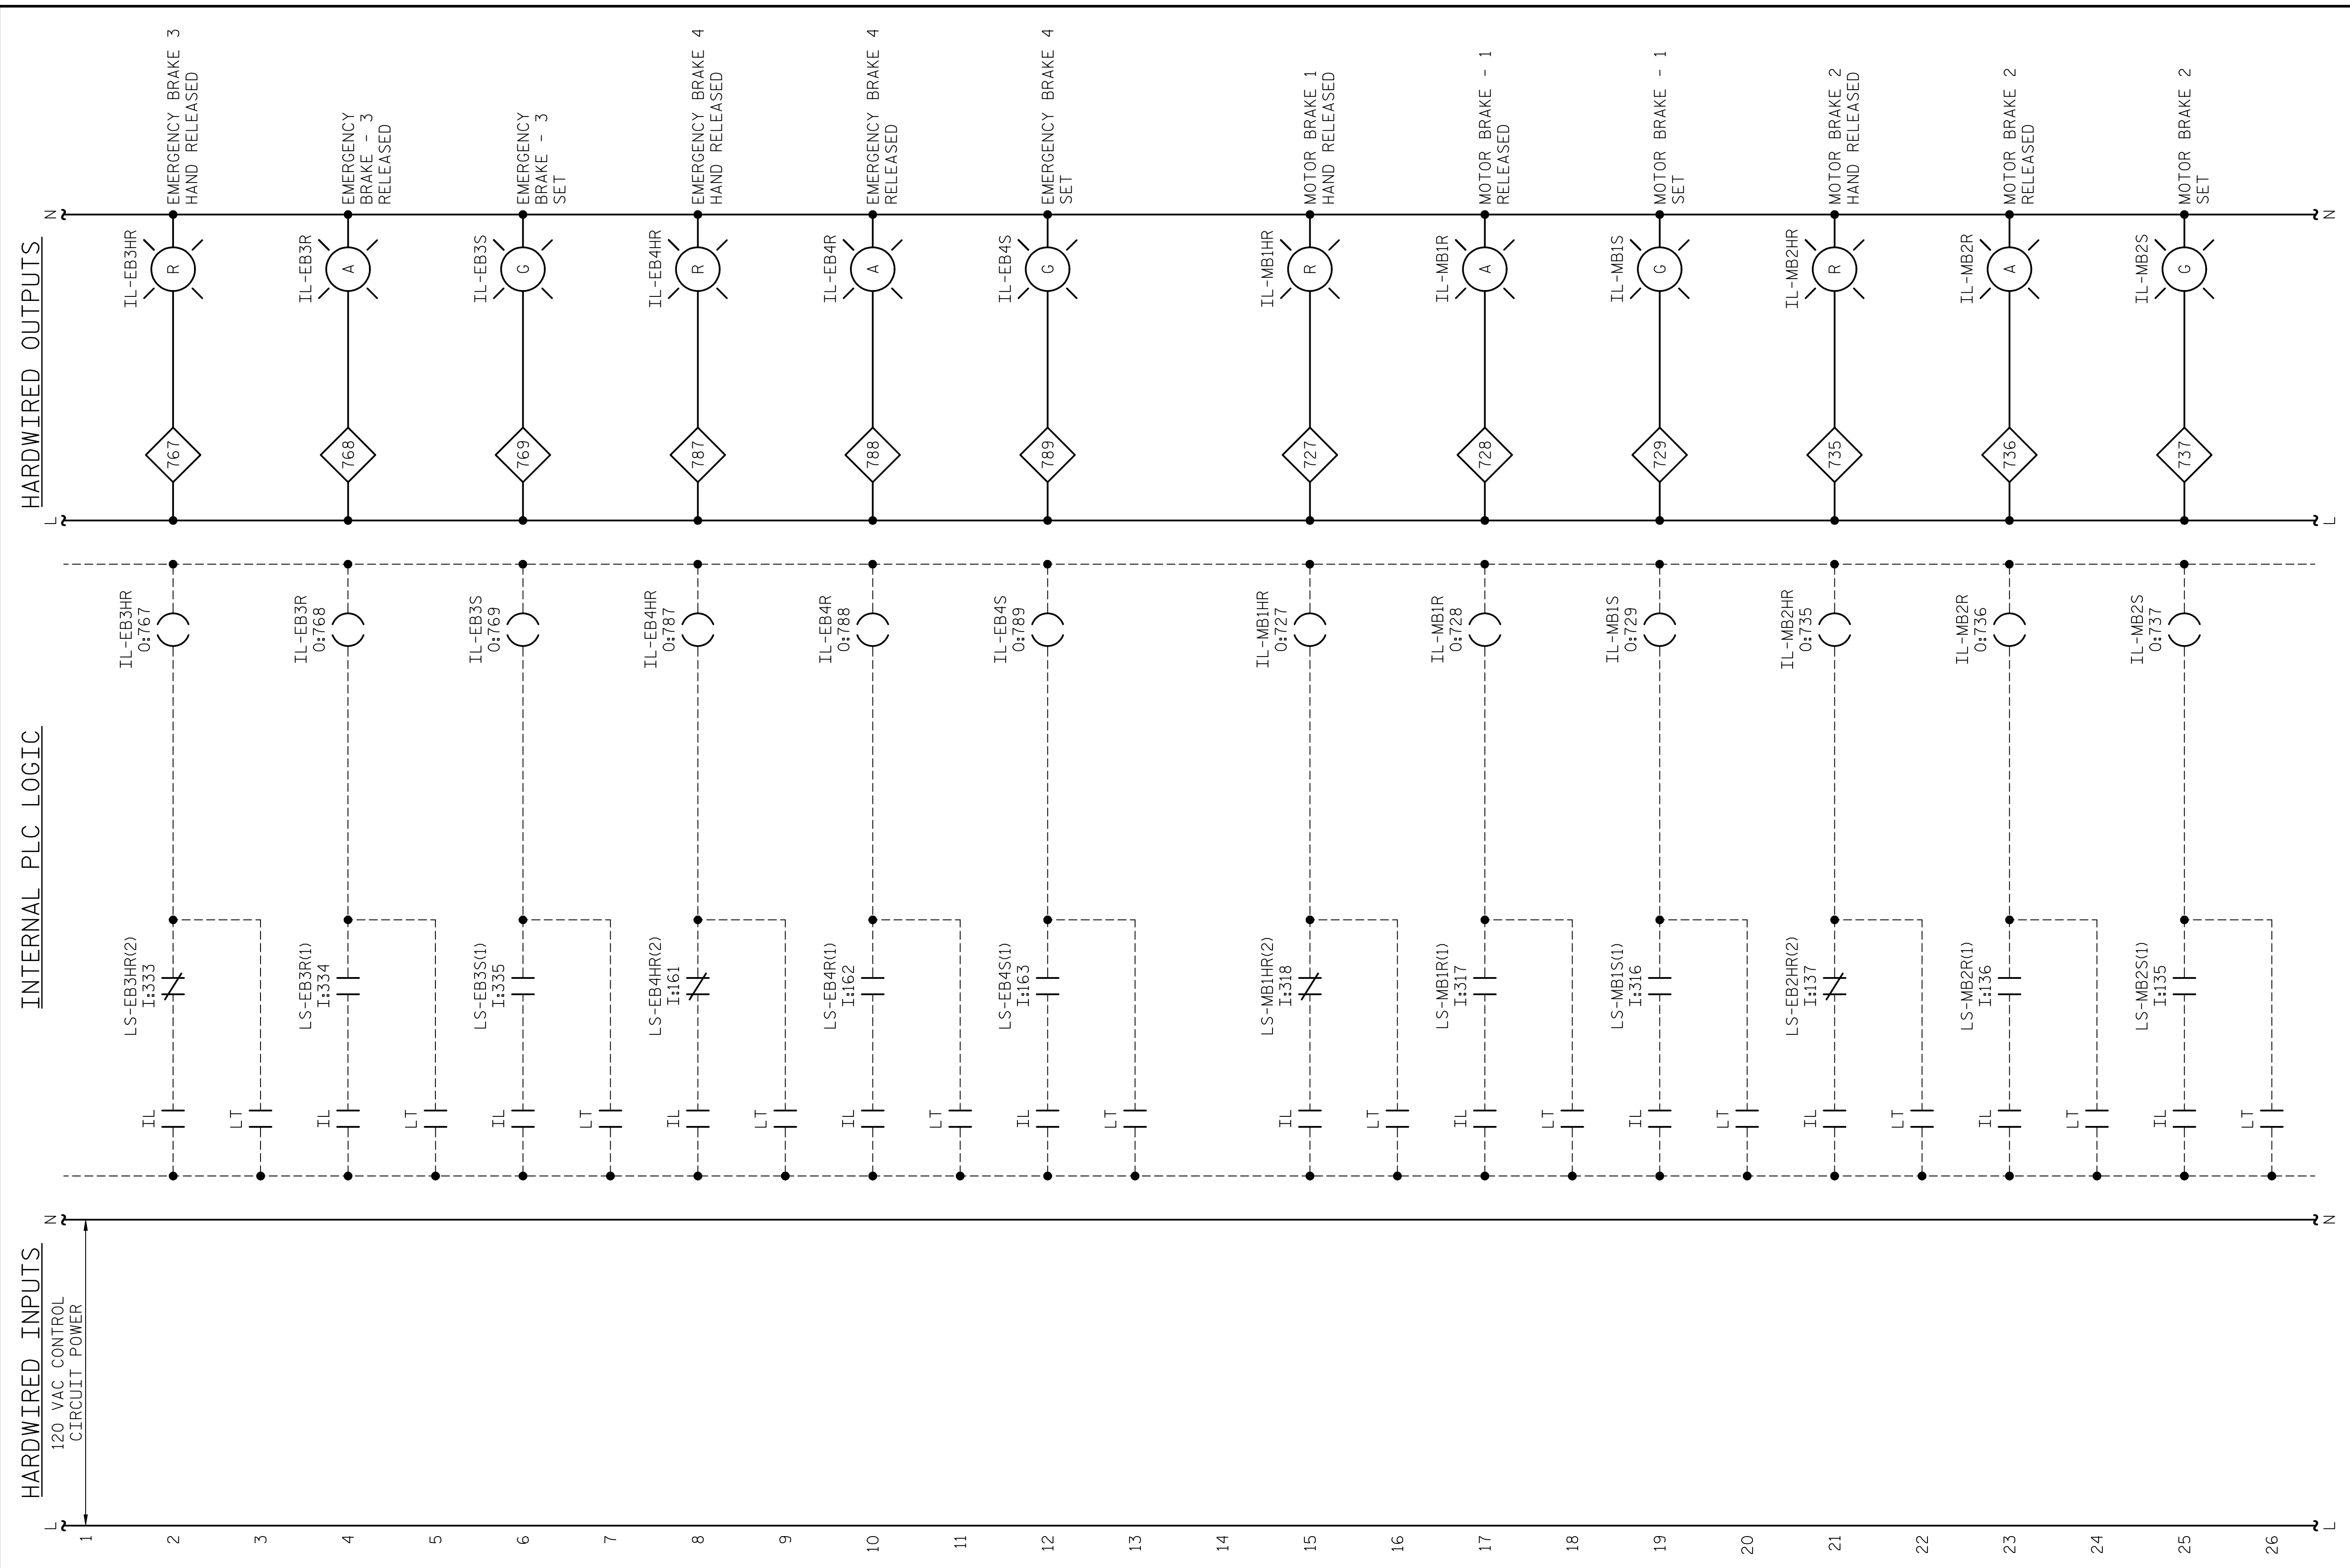 HARDWIRED INPUTS
INTERNAL PLC LOGIC
HARDWIRED OUTPUTS
L
N
L
N
120 VAC CONTROL
CIRCUIT POWER
1
2
IL
LS-EB3HR(2)
I:333
IL-EB3HR
O:767
767
IL-EB3HR
R
EMERGENCY BRAKE 3
HAND RELEASED
3
LT
4
IL
LS-EB3R(1)
I:334
IL-EB3R
O:768
768
IL-EB3R
A
EMERGENCY
BRAKE - 3
RELEASED
5
LT
6
IL
LS-EB3S(1)
I:335
IL-EB3S
O:769
769
IL-EB3S
G
EMERGENCY
BRAKE - 3
SET
7
LT
8
IL
LS-EB4HR(2)
I:161
IL-EB4HR
O:787
787
IL-EB4HR
R
EMERGENCY BRAKE 4
HAND RELEASED
9
LT
10
IL
LS-EB4R(1)
I:162
IL-EB4R
O:788
788
IL-EB4R
A
EMERGENCY BRAKE 4
RELEASED
11
LT
12
IL
LS-EB4S(1)
I:163
IL-EB4S
O:789
789
IL-EB4S
G
EMERGENCY BRAKE 4
SET
13
LT
14
15
IL
LS-MB1HR(2)
I:318
IL-MB1HR
O:727
727
IL-MB1HR
R
MOTOR BRAKE 1
HAND RELEASED
16
LT
17
IL
LS-MB1R(1)
I:317
IL-MB1R
O:728
728
IL-MB1R
A
MOTOR BRAKE - 1
RELEASED
18
LT
19
IL
LS-MB1S(1)
I:316
IL-MB1S
O:729
729
IL-MB1S
G
MOTOR BRAKE - 1
SET
20
LT
21
IL
LS-EB2HR(2)
I:137
IL-MB2HR
O:735
735
IL-MB2HR
R
MOTOR BRAKE 2
HAND RELEASED
22
LT
23
IL
LS-MB2R(1)
I:136
IL-MB2R
O:736
736
IL-MB2R
A
MOTOR BRAKE 2
RELEASED
24
LT
25
IL
LS-MB2S(1)
I:135
IL-MB2S
O:737
737
IL-MB2S
G
MOTOR BRAKE 2
SET
26
LT
L
N
L
N